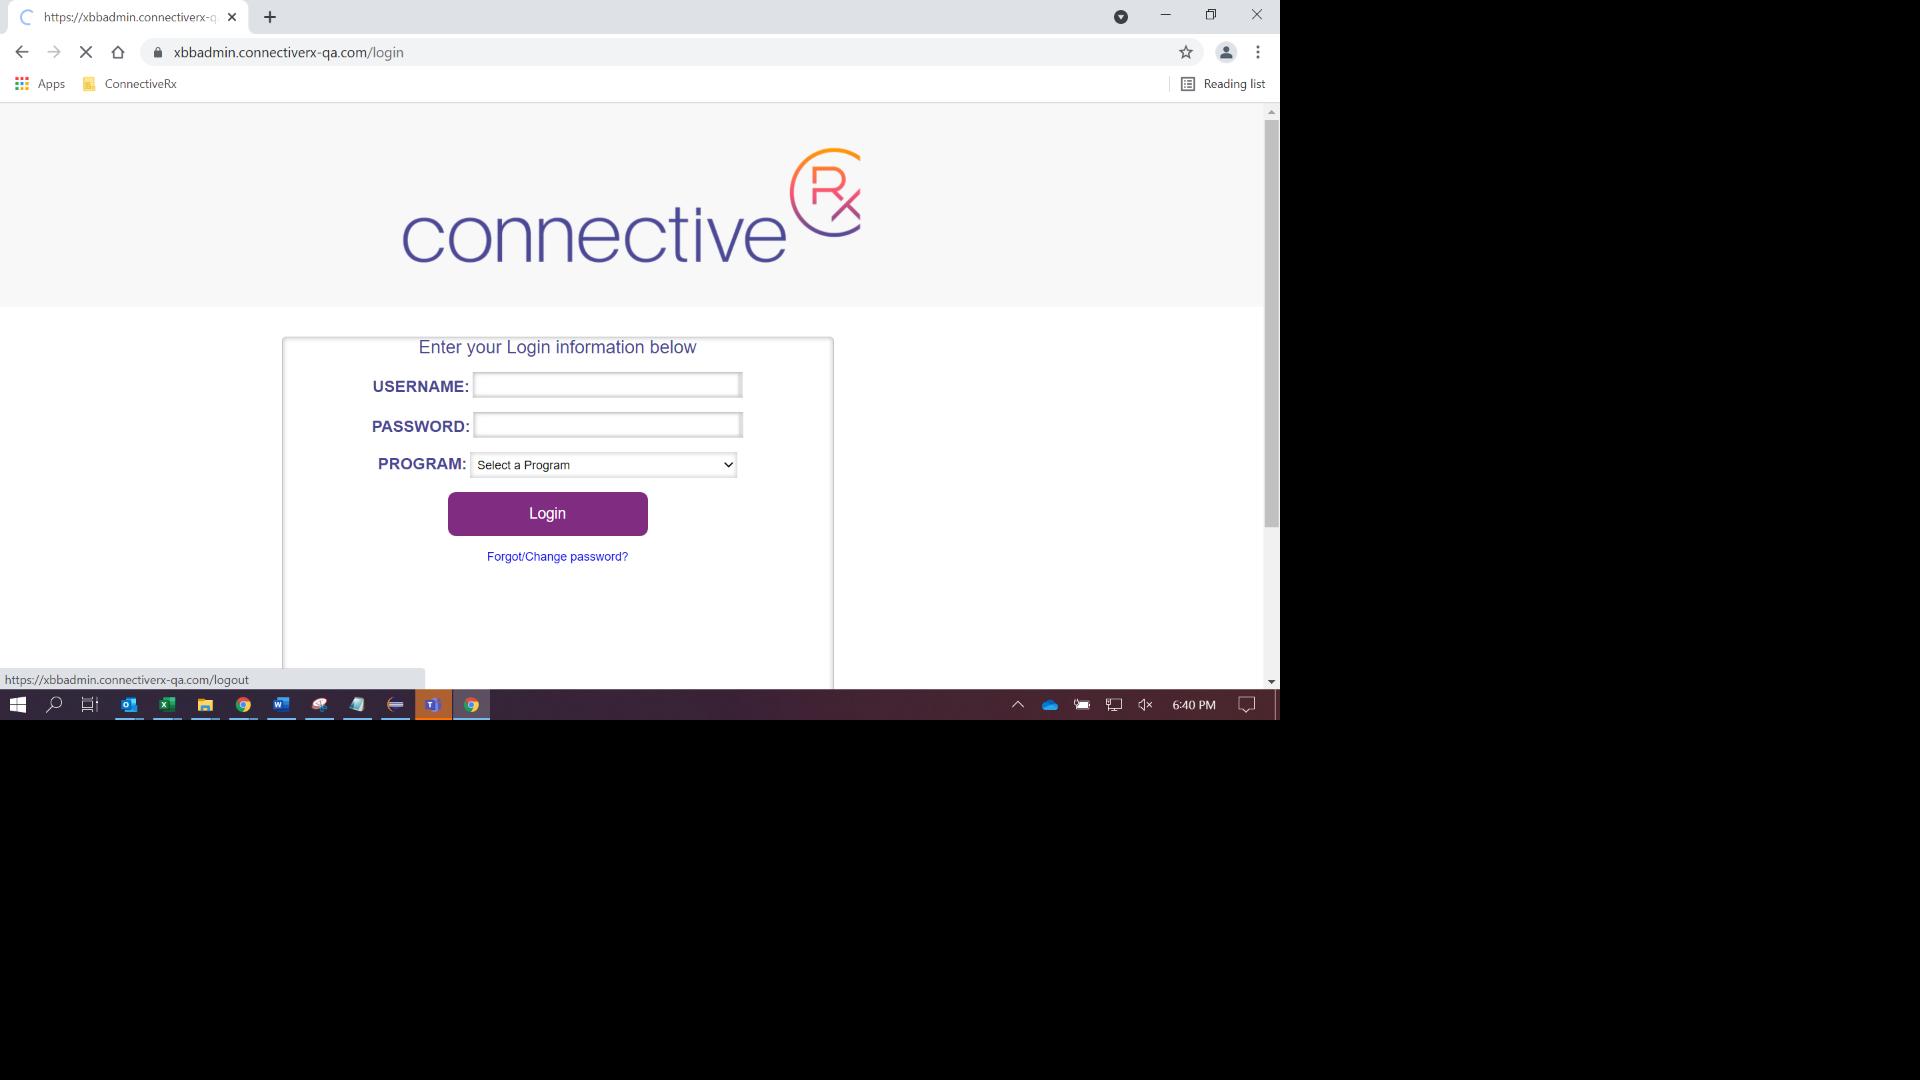 https://xbbadmin.connectiverx-q
xbbadmin.connectiverx-qa.com/login
Apps
ConnectiveRx
Reading list
connective Rx
Enter your Login information below
USERNAME:
PASSWORD:
PROGRAM: Select a Program
Login
Forgot/Change password?
https://xbbadmin.connectiverx-qa.com/logout
6:40 PM